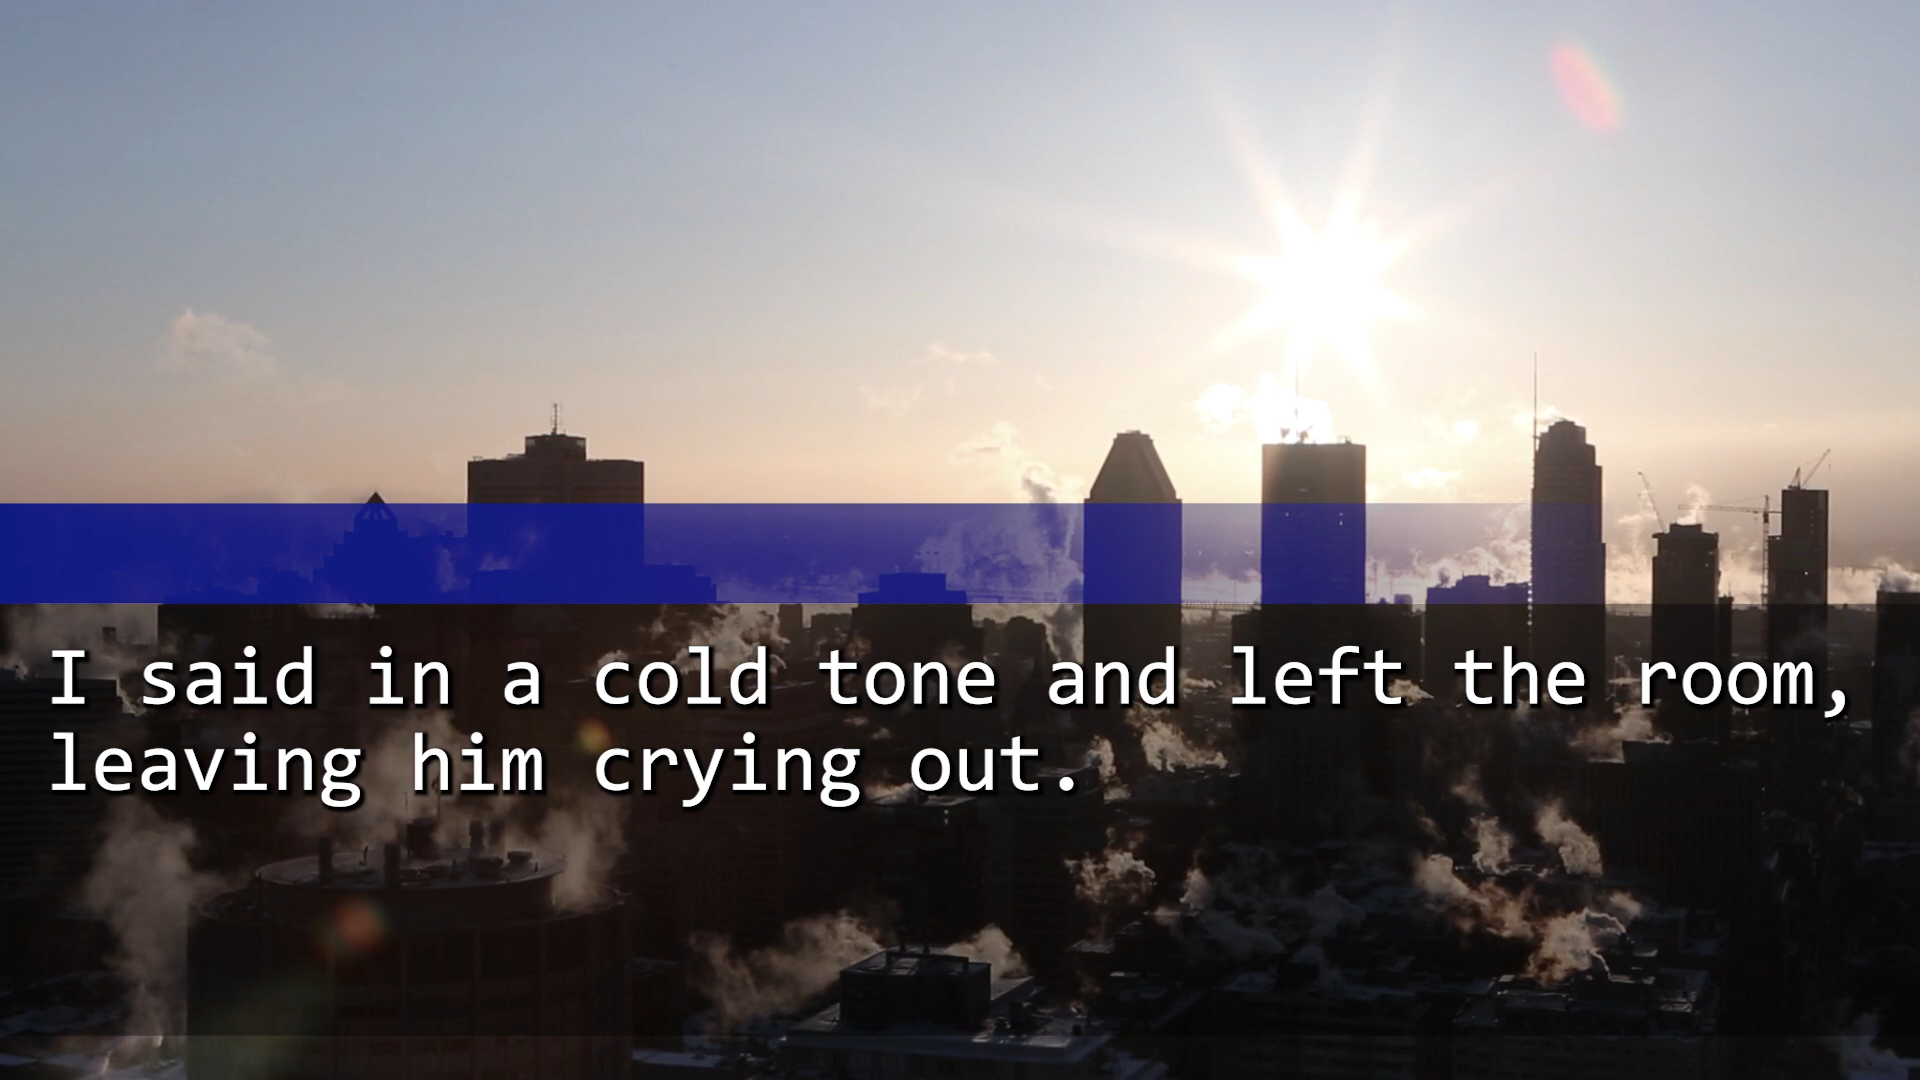 I said in a cold tone and left the room,
leaving him crying out.